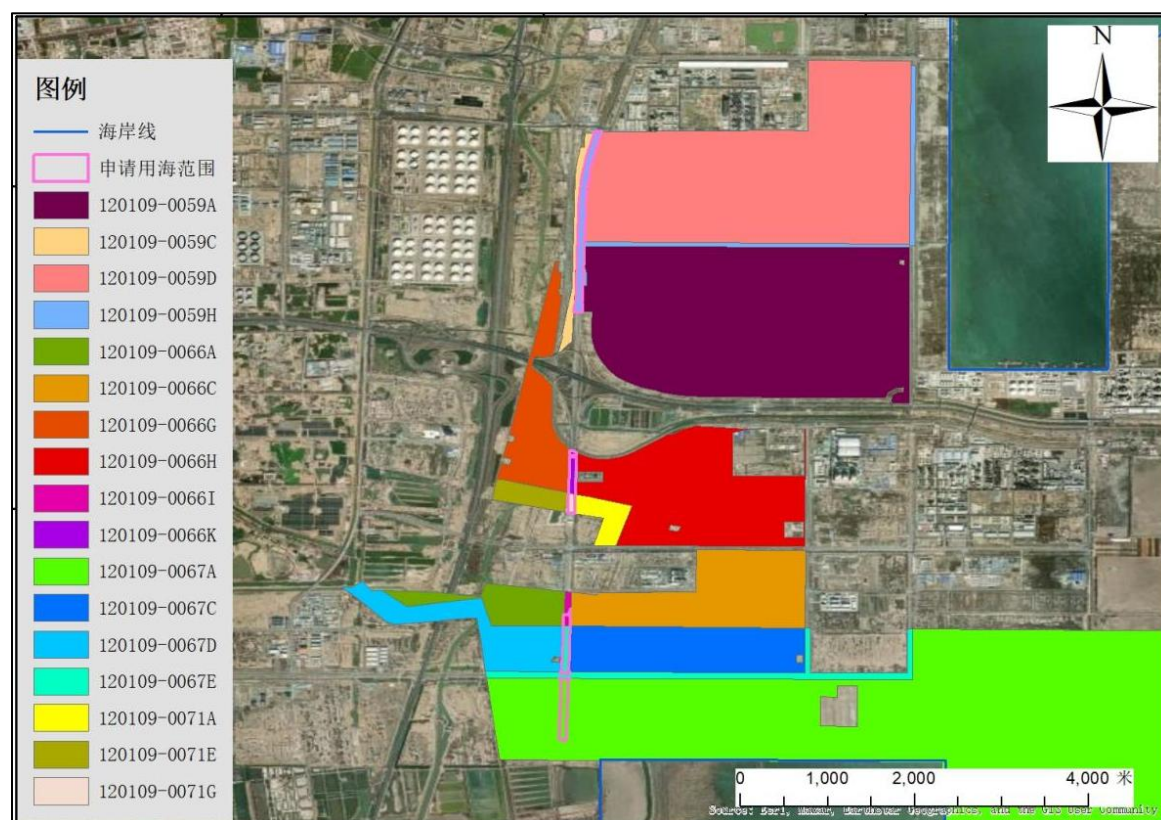 N
图例
海岸线
申请用海范围
120109-0059A
120109-0059C
120109-0059D
120109-0059H
120109-0066A
120109-0066C
120109-0066G
120109-0066H
120109-0066I
120109-0066K
120109-0067A
120109-0067C
120109-0067D
120109-0067E
120109-0071A
120109-0071E
120109-0071G
0 1,000 2,000 4,000 米
Source: Esri, Maxar, Earthstar Geographics, and the GIS User Community